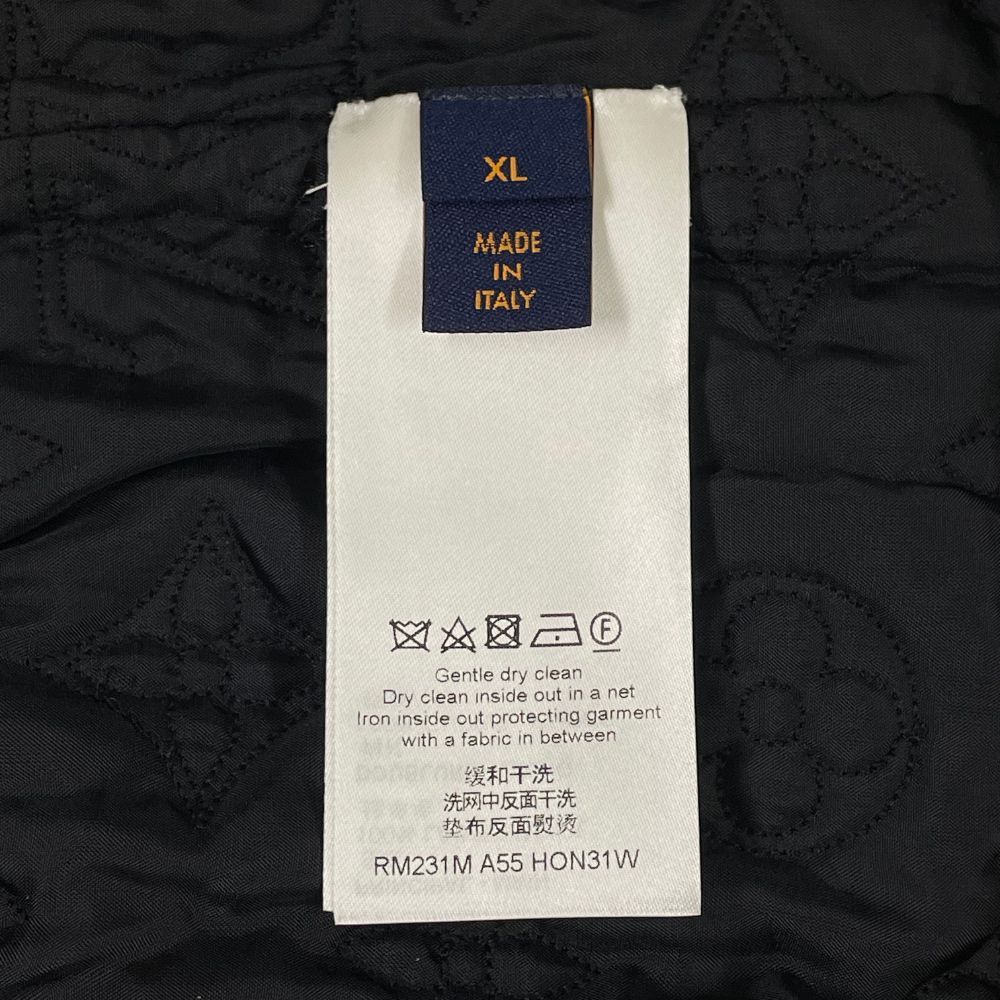 XL
MADE
IN
ITALY
F
Gentle dry clean
Dry clean inside out in a net
Iron inside out protecting garment
with a fabric in between
缓和干洗
洗网中反面干洗
垫布反面熨烫
RM231M A55 HON31W